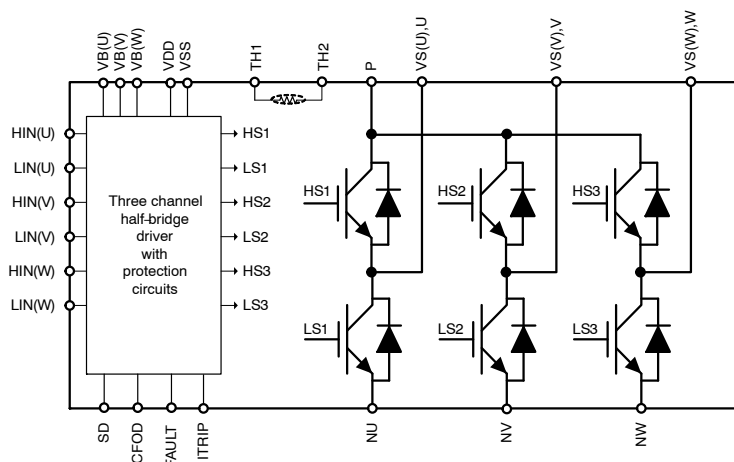 VB(U)
VB(V)
VB(W)
VDD
VSS
TH1
TH2
P
VS(U),U
VS(V),V
VS(W),W
HIN(U)
LIN(U)
HIN(V)
LIN(V)
HIN(W)
LIN(W)
Three channel
half-bridge
driver
with
protection
circuits
HS1
LS1
HS2
LS2
HS3
LS3
HS1
HS2
HS3
LS1
LS2
LS3
SD
CFOD
FAULT
ITRIP
NU
NV
NW